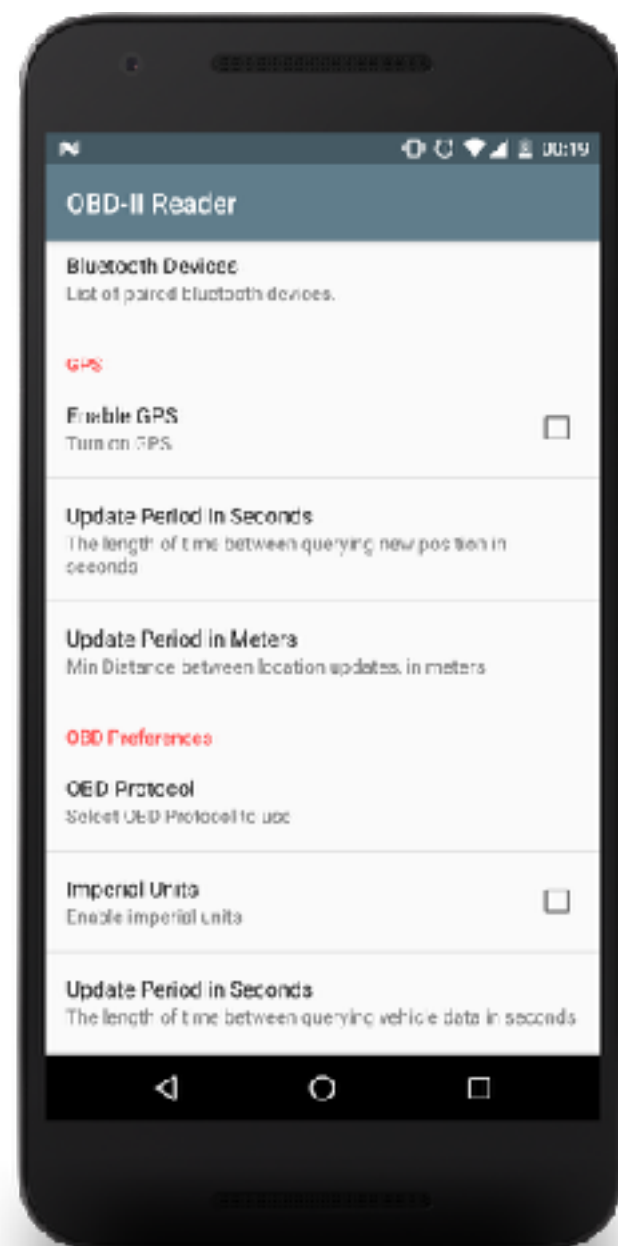 00:19
OBD-II Reader
Bluetooth Devices
List of paired bluetooth devices.
GPS
Enable GPS
Turn on GPS
Update Period in Seconds
The length of time between querying new position in
seconds
Update Period in Meters
Min Distance between location updates, in meters
OBD Preferences
OBD Protocol
Select OBD Protocol to use
Imperial Units
Enable imperial units
Update Period in Seconds
The length of time between querying vehicle data in seconds